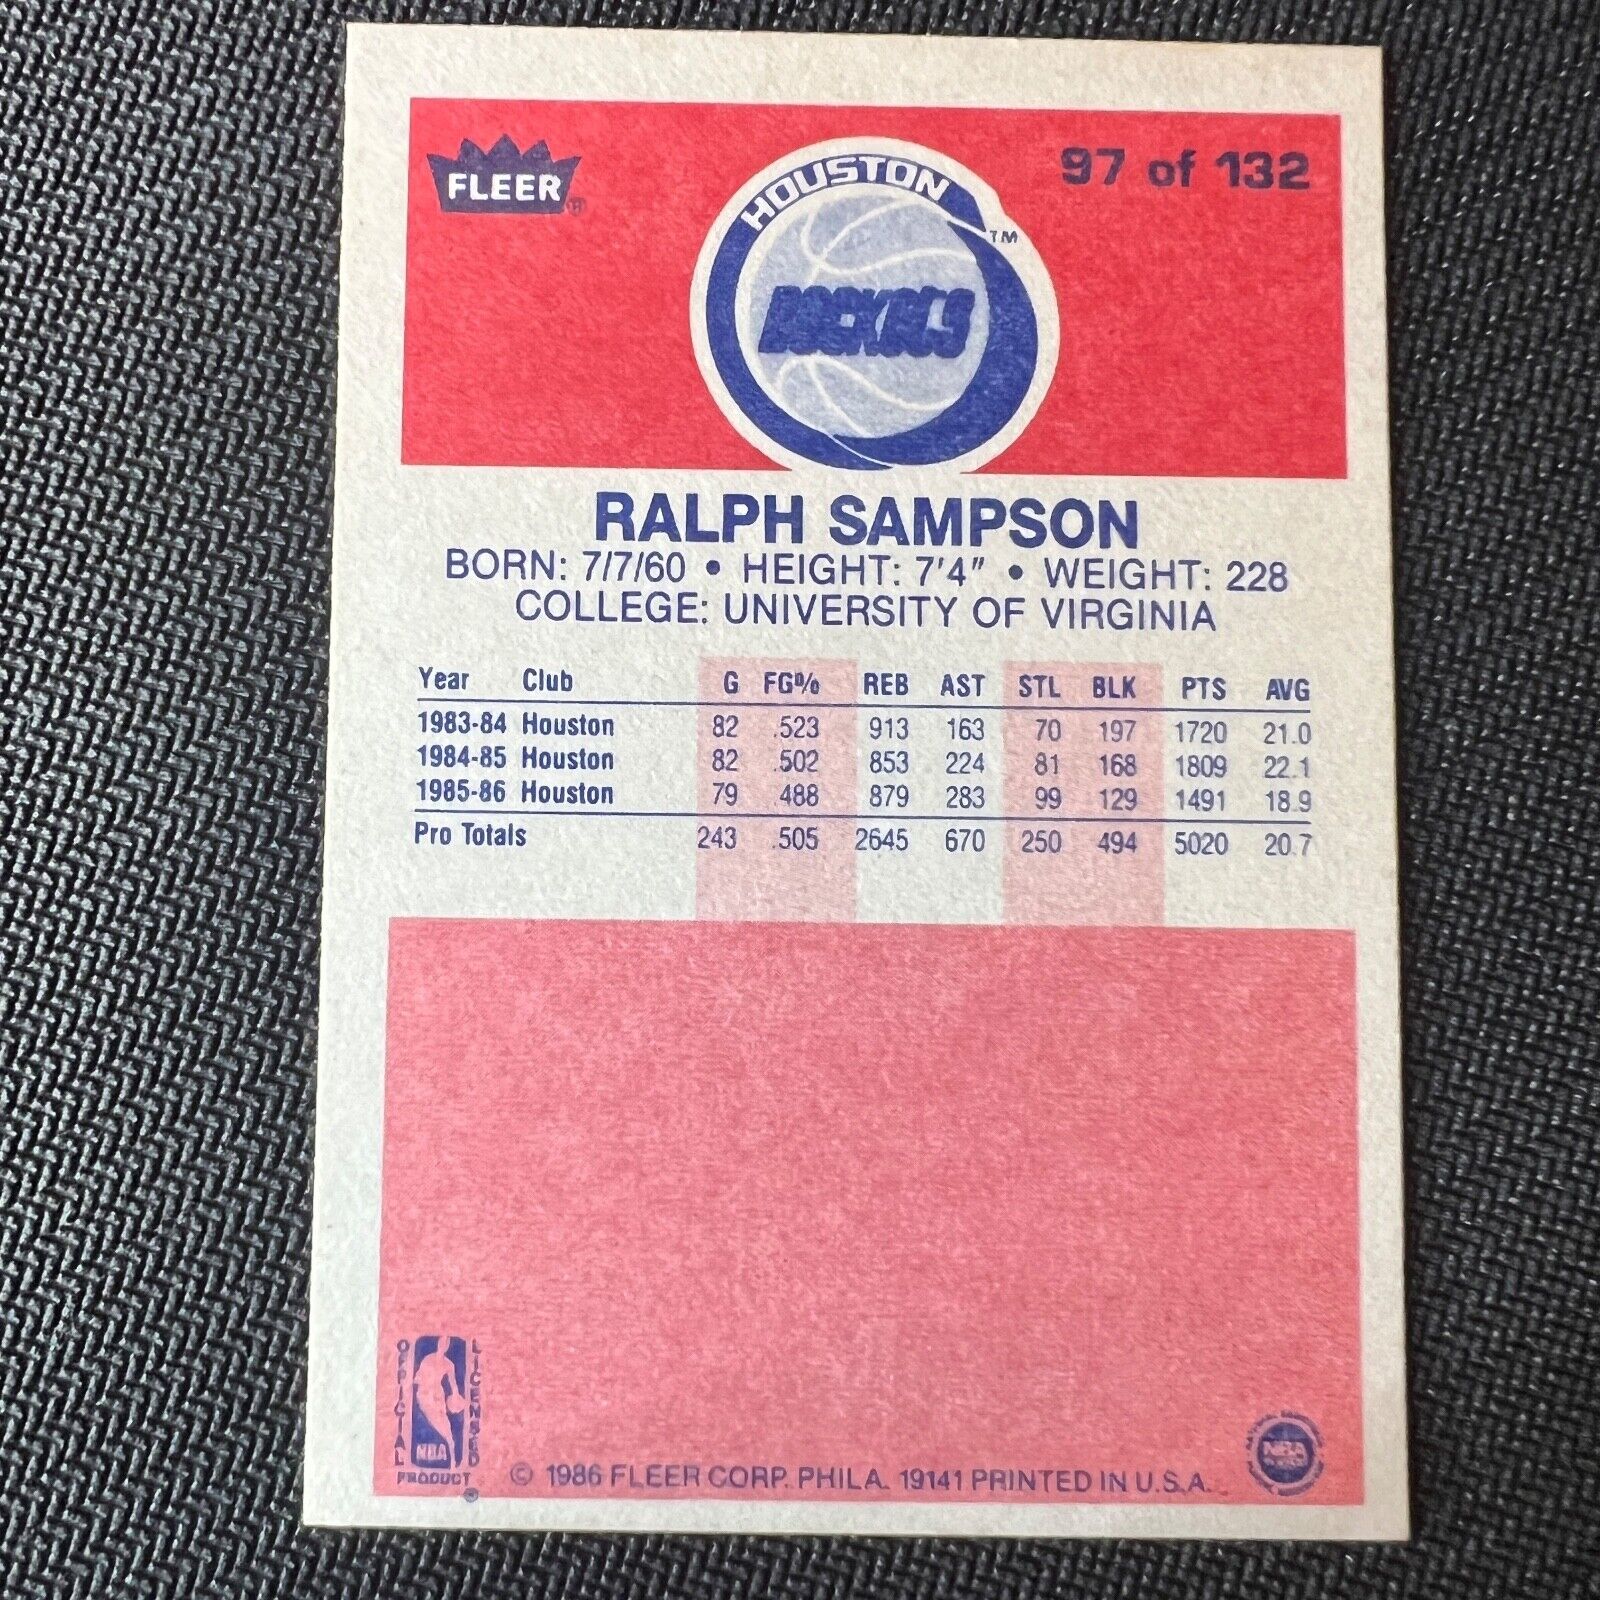 FLEER
97 of 132
HOUSTON
ROCKETS
TM
RALPH SAMPSON
BORN: 7/7/60 • HEIGHT: 7'4" • WEIGHT: 228
COLLEGE: UNIVERSITY OF VIRGINIA
Year Club G FG% REB AST STL BLK PTS AVG
1983-84 Houston 82 .523 913 163 70 197 1720 21.0
1984-85 Houston 82 .502 853 224 81 168 1809 22.1
1985-86 Houston 79 .488 879 283 99 129 1491 18.9
Pro Totals 243 .505 2645 670 250 494 5020 20.7
OFFICIAL LICENSED
NBA
PRODUCT
© 1986 FLEER CORP. PHILA. 19141 PRINTED IN U.S.A.
NBA